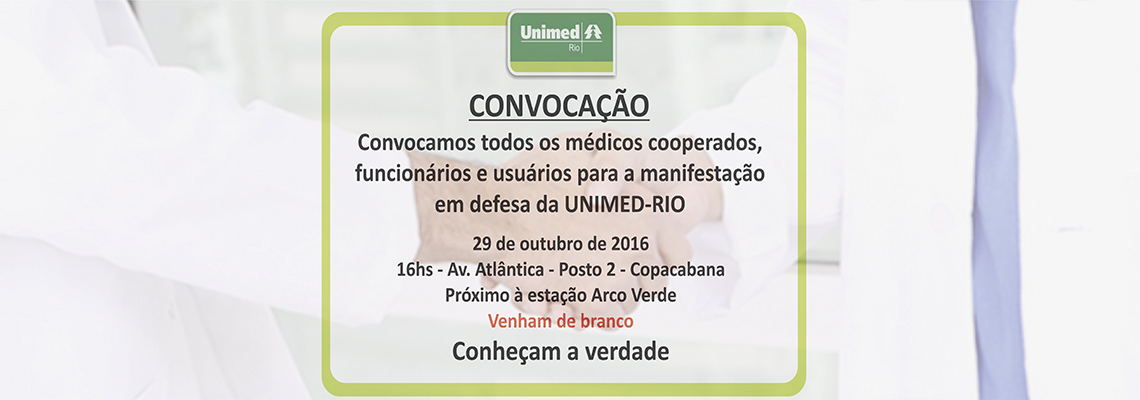 Unimed
Rio
CONVOCAÇÃO
Convocamos todos os médicos cooperados,
funcionários e usuários para a manifestação
em defesa da UNIMED-RIO
29 de outubro de 2016
16hs - Av. Atlântica - Posto 2 - Copacabana
Próximo à estação Arco Verde
Venham de branco
Conheçam a verdade